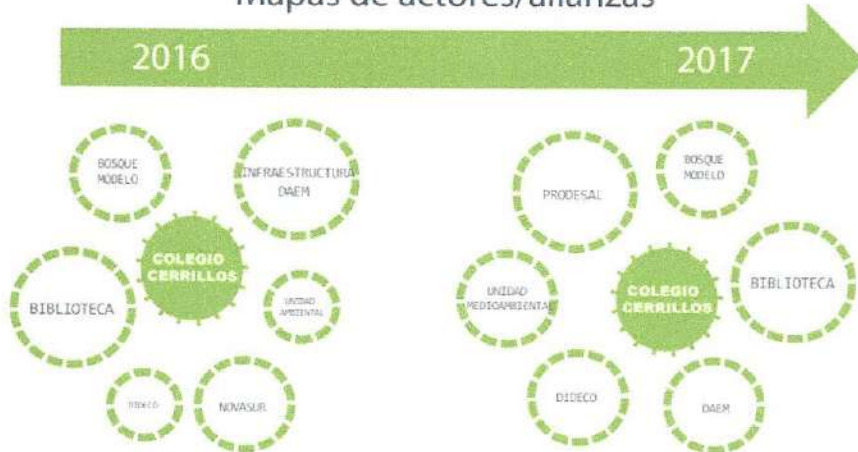 Mapas de actores/alianzas
2016
2017
BOSQUE
MODELO
INFRAESTRUCTURA
DAEM
COLEGIO
CERRILLOS
BIBLIOTECA
UNIDAD
AMBIENTAL
DIDECO
NOVASUR
PRODESAL
BOSQUE
MODELO
UNIDAD
MEDIOAMBIENTAL
COLEGIO
CERRILLOS
BIBLIOTECA
DIDECO
DAEM